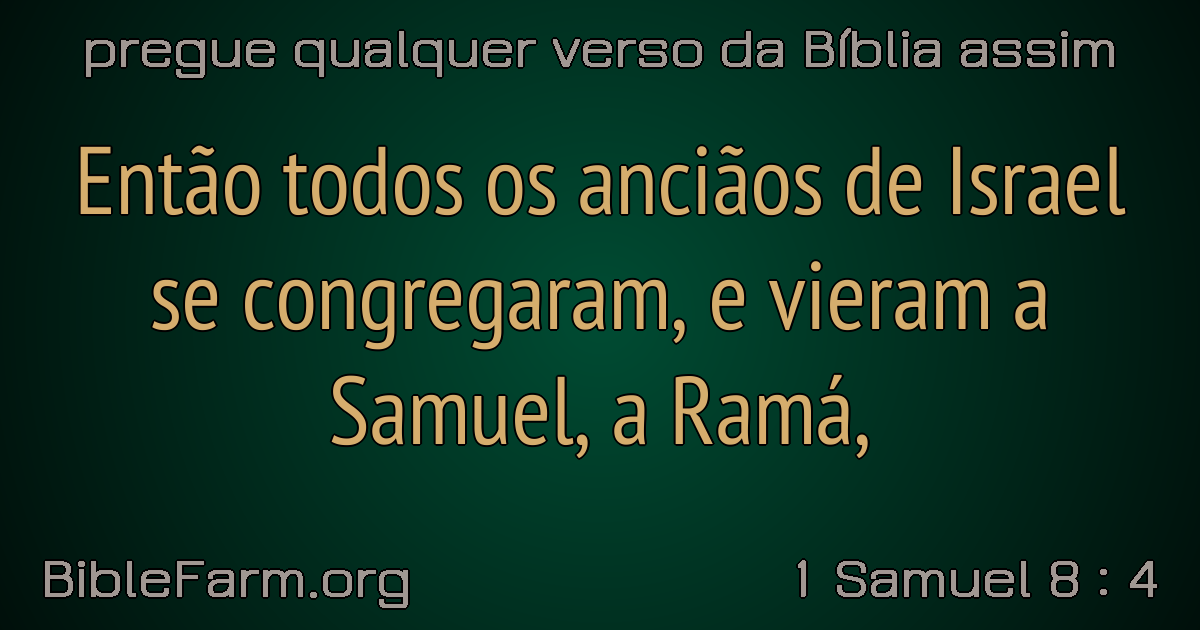 pregue qualquer verso da Bíblia assim
Então todos os anciãos de Israel
se congregaram, e vieram a
Samuel, a Ramá,
BibleFarm.org
1 Samuel 8 : 4